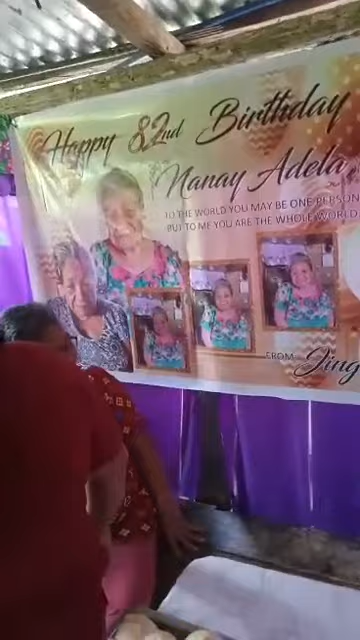 Happy 82nd Birthday
Nanay Adela
TO THE WORLD YOU MAY BE ONE PERSON
BUT TO ME YOU ARE THE WHOLE WORLD
FROM Jing